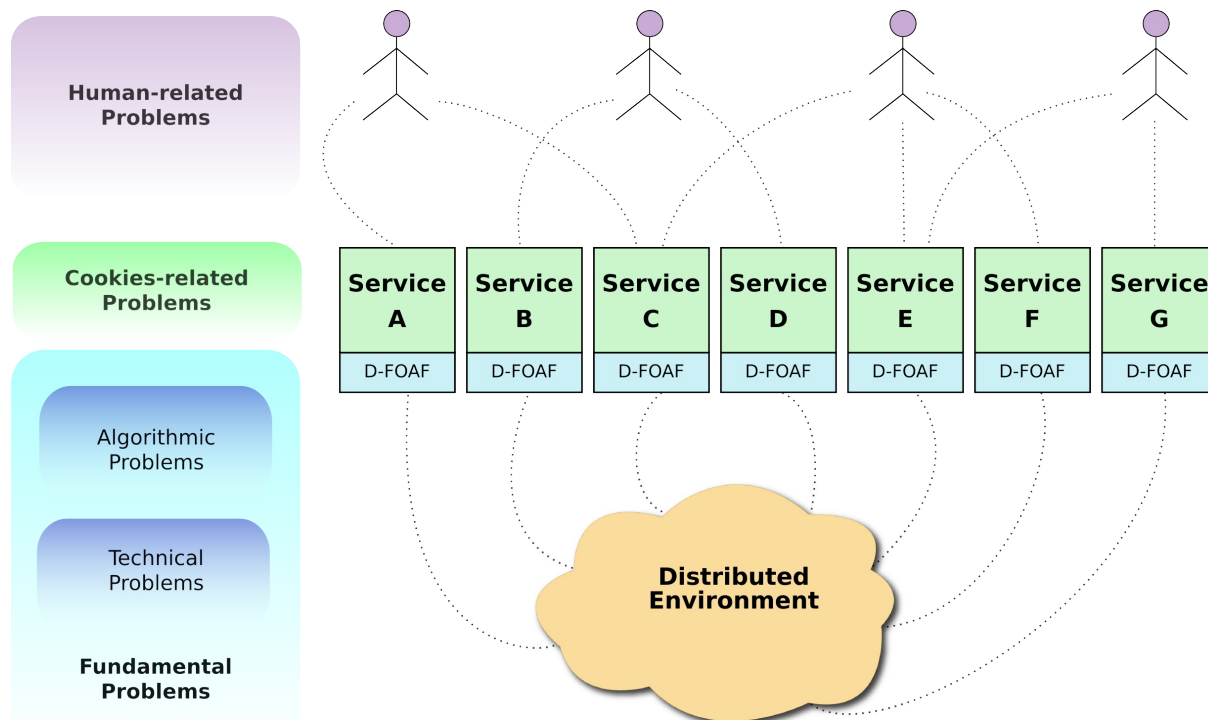 Human-related
Problems
Cookies-related
Problems
Service
A
Service
B
Service
C
Service
D
Service
E
Service
F
Service
G
D-FOAF
D-FOAF
D-FOAF
D-FOAF
D-FOAF
D-FOAF
D-FOAF
Algorithmic
Problems
Technical
Problems
Fundamental
Problems
Distributed
Environment